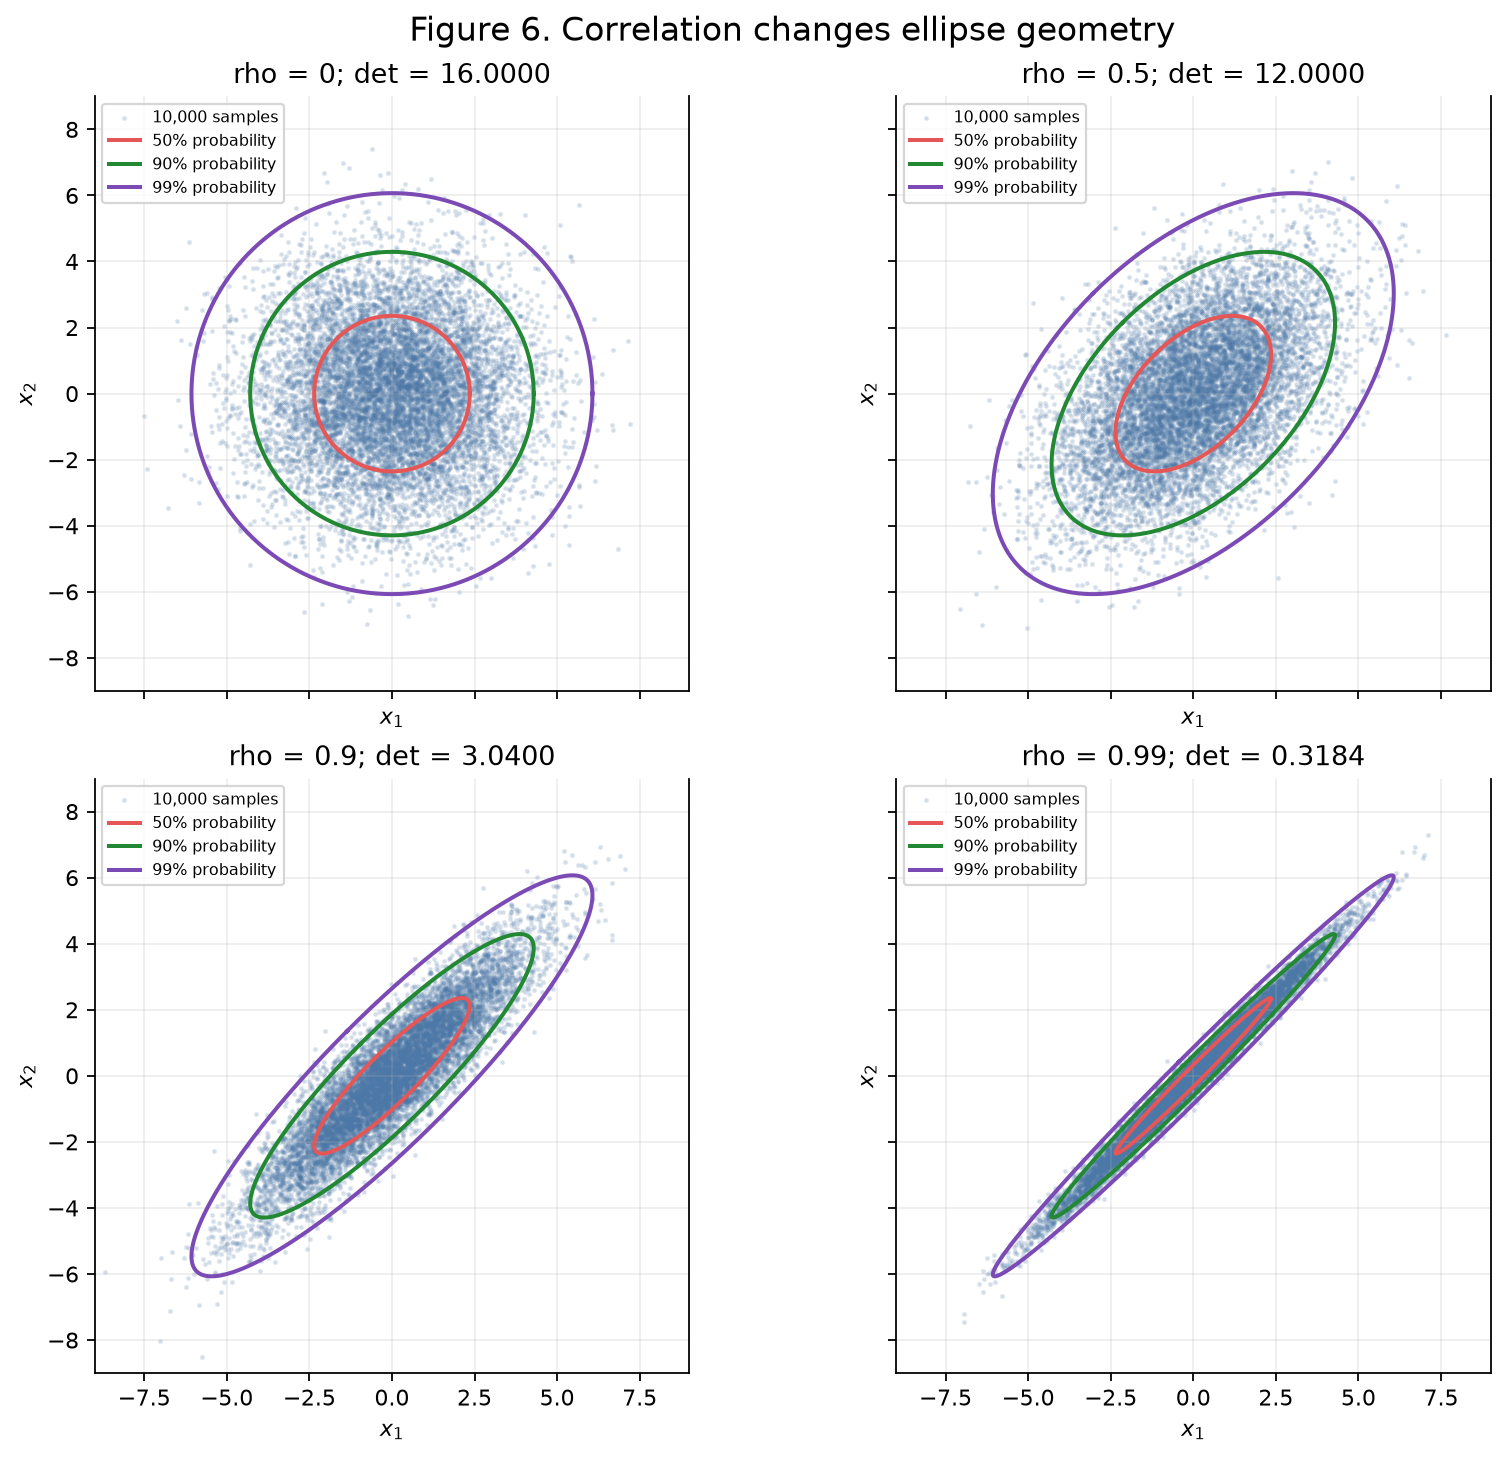 Figure 6. Correlation changes ellipse geometry
rho = 0; det = 16.0000
10,000 samples
50% probability
90% probability
99% probability
8
6
4
2
0
−2
−4
−6
−8
x2
x1
rho = 0.5; det = 12.0000
10,000 samples
50% probability
90% probability
99% probability
x2
x1
rho = 0.9; det = 3.0400
10,000 samples
50% probability
90% probability
99% probability
8
6
4
2
0
−2
−4
−6
−8
x2
−7.5 −5.0 −2.5 0.0 2.5 5.0 7.5
x1
rho = 0.99; det = 0.3184
10,000 samples
50% probability
90% probability
99% probability
x2
−7.5 −5.0 −2.5 0.0 2.5 5.0 7.5
x1